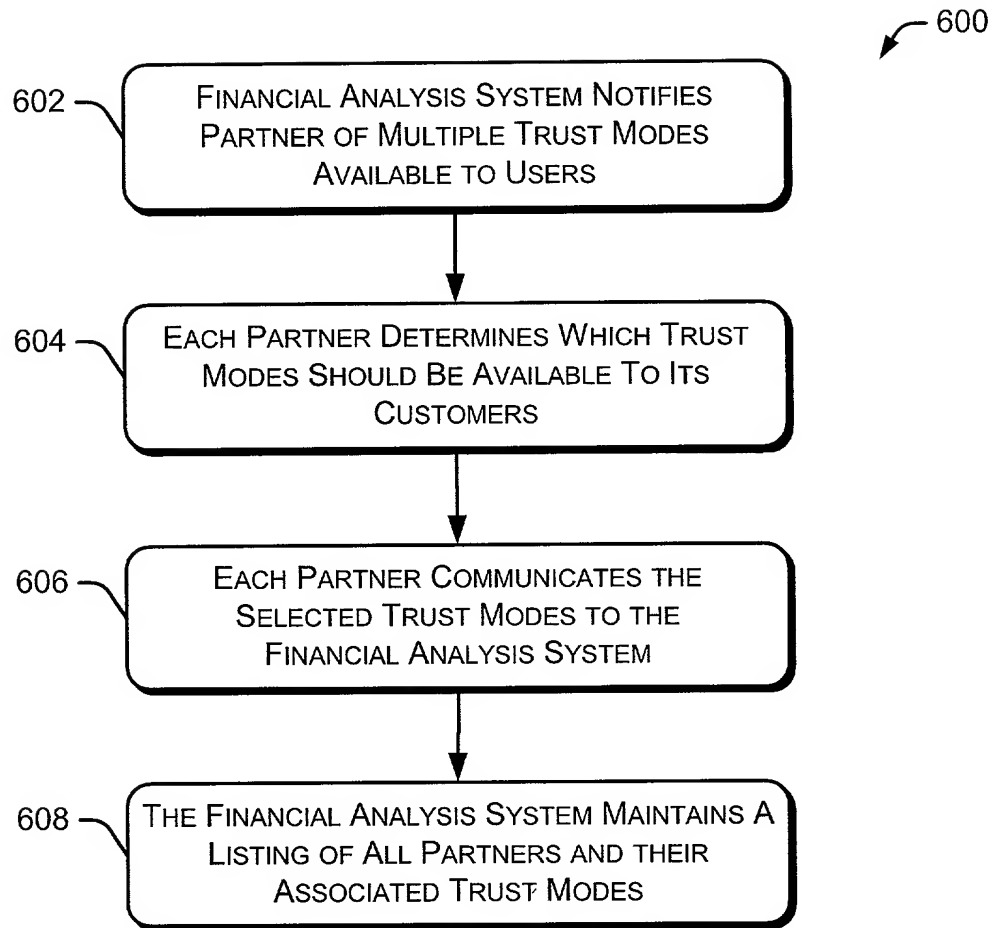 600
602
FINANCIAL ANALYSIS SYSTEM NOTIFIES
PARTNER OF MULTIPLE TRUST MODES
AVAILABLE TO USERS
604
EACH PARTNER DETERMINES WHICH TRUST
MODES SHOULD BE AVAILABLE TO ITS
CUSTOMERS
606
EACH PARTNER COMMUNICATES THE
SELECTED TRUST MODES TO THE
FINANCIAL ANALYSIS SYSTEM
608
THE FINANCIAL ANALYSIS SYSTEM MAINTAINS A
LISTING OF ALL PARTNERS AND THEIR
ASSOCIATED TRUST MODES